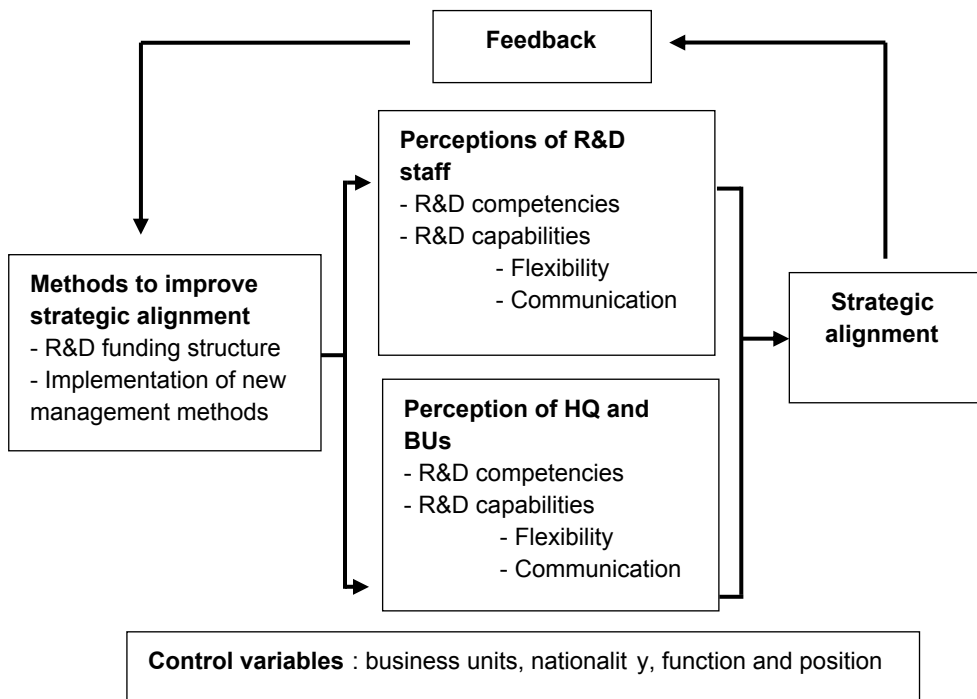 Feedback
Perceptions of R&D
staff
- R&D competencies
- R&D capabilities
- Flexibility
- Communication
Methods to improve
strategic alignment
- R&D funding structure
- Implementation of new
management methods
Strategic
alignment
Perception of HQ and
BUs
- R&D competencies
- R&D capabilities
- Flexibility
- Communication
Control variables : business units, nationalit y, function and position